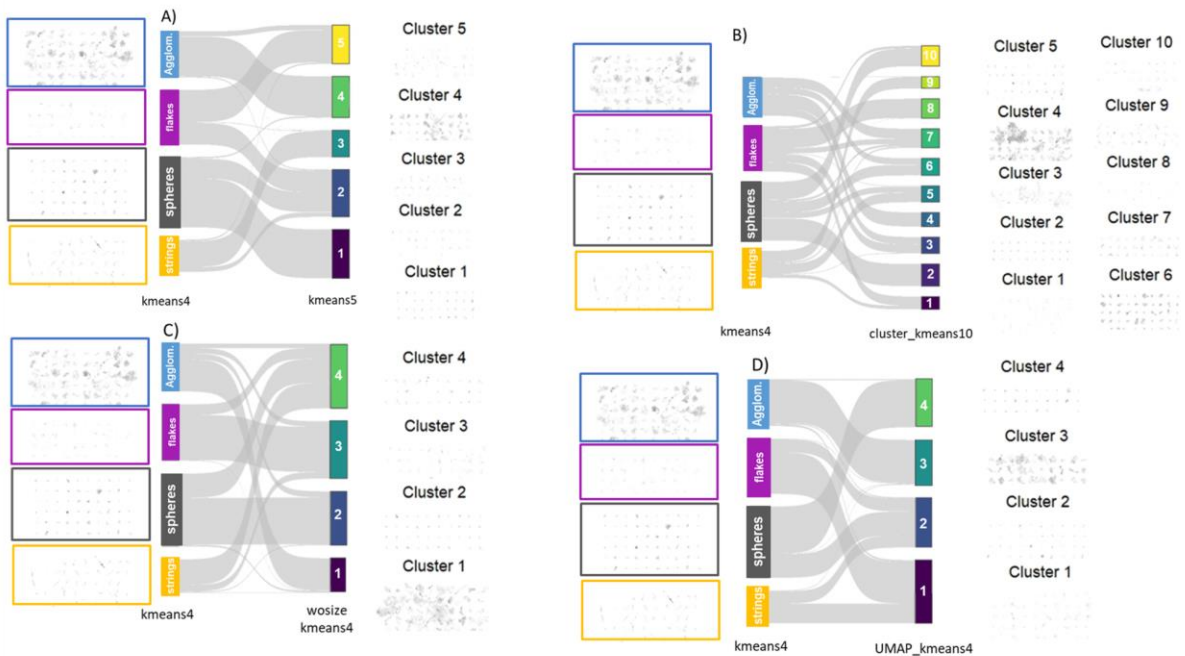 A)
Agglom.
flakes
spheres
strings
5
4
3
2
1
kmeans4
kmeans5
Cluster 5
Cluster 4
Cluster 3
Cluster 2
Cluster 1
B)
Agglom.
flakes
spheres
strings
10
9
8
7
6
5
4
3
2
1
kmeans4
cluster_kmeans10
Cluster 5
Cluster 4
Cluster 3
Cluster 2
Cluster 1
Cluster 10
Cluster 9
Cluster 8
Cluster 7
Cluster 6
C)
Agglom.
flakes
spheres
strings
4
3
2
1
kmeans4
wosize
kmeans4
Cluster 4
Cluster 3
Cluster 2
Cluster 1
D)
Agglom.
flakes
spheres
strings
4
3
2
1
kmeans4
UMAP_kmeans4
Cluster 4
Cluster 3
Cluster 2
Cluster 1